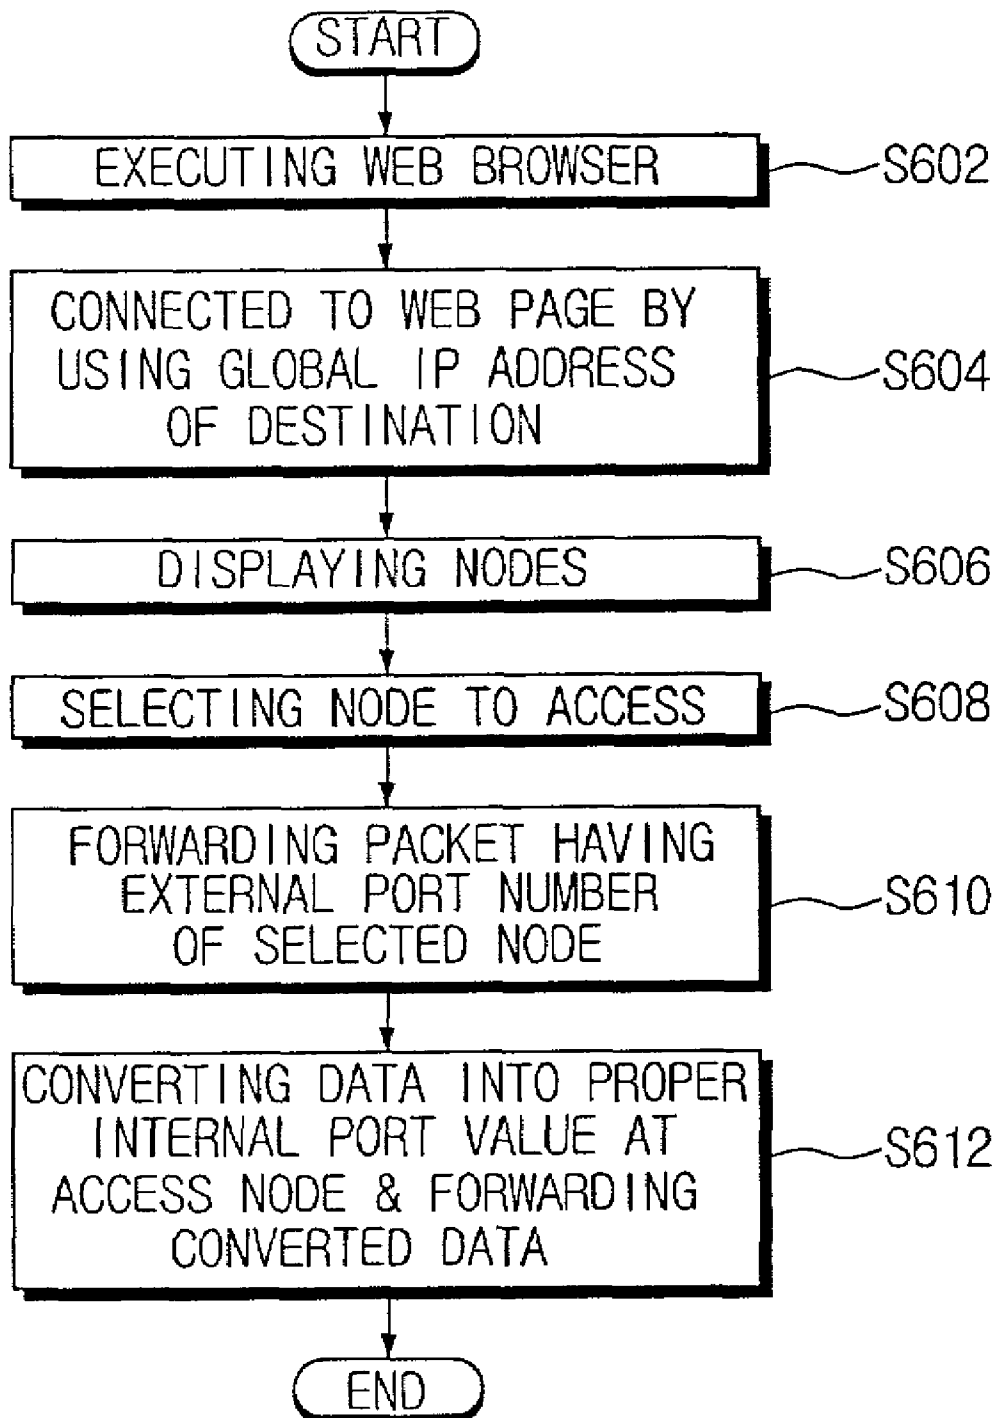 START
EXECUTING WEB BROWSER
S602
CONNECTED TO WEB PAGE BY
USING GLOBAL IP ADDRESS
OF DESTINATION
S604
DISPLAYING NODES
S606
SELECTING NODE TO ACCESS
S608
FORWARDING PACKET HAVING
EXTERNAL PORT NUMBER
OF SELECTED NODE
S610
CONVERTING DATA INTO PROPER
INTERNAL PORT VALUE AT
ACCESS NODE & FORWARDING
CONVERTED DATA
S612
END